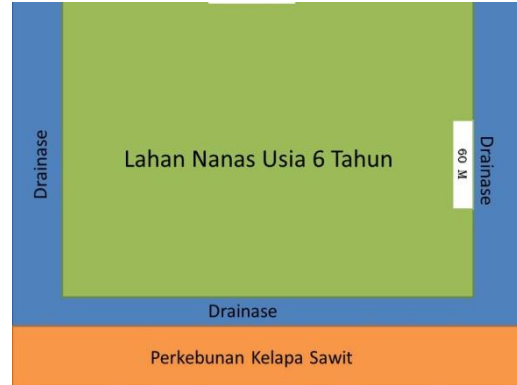 Drainase
Lahan Nanas Usia 6 Tahun
60 M
Drainase
Drainase
Perkebunan Kelapa Sawit